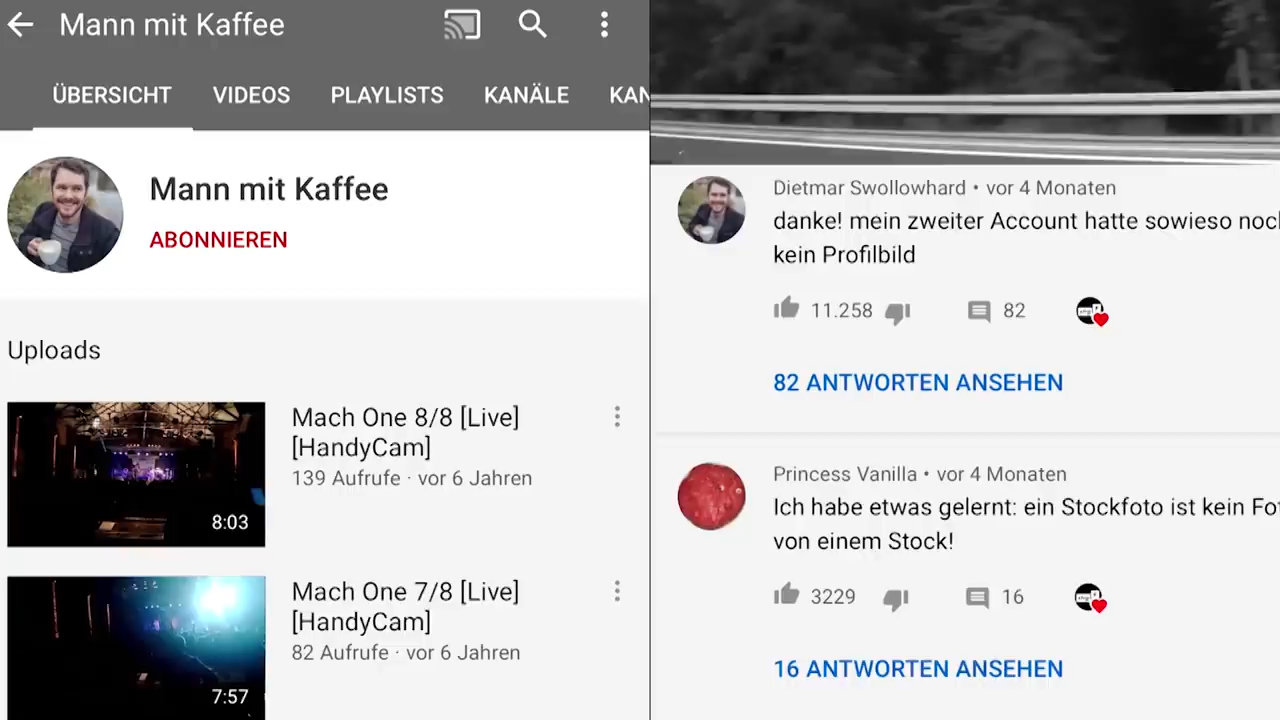 Mann mit Kaffee
ÜBERSICHT VIDEOS PLAYLISTS KANÄLE KAN
Mann mit Kaffee
ABONNIEREN
Uploads
Mach One 8/8 [Live]
[HandyCam]
139 Aufrufe · vor 6 Jahren
8:03
Mach One 7/8 [Live]
[HandyCam]
82 Aufrufe · vor 6 Jahren
7:57
Dietmar Swollowhard • vor 4 Monaten
danke! mein zweiter Account hatte sowieso noch
kein Profilbild
11.258 82
82 ANTWORTEN ANSEHEN
Princess Vanilla • vor 4 Monaten
Ich habe etwas gelernt: ein Stockfoto ist kein Fot
von einem Stock!
3229 16
16 ANTWORTEN ANSEHEN